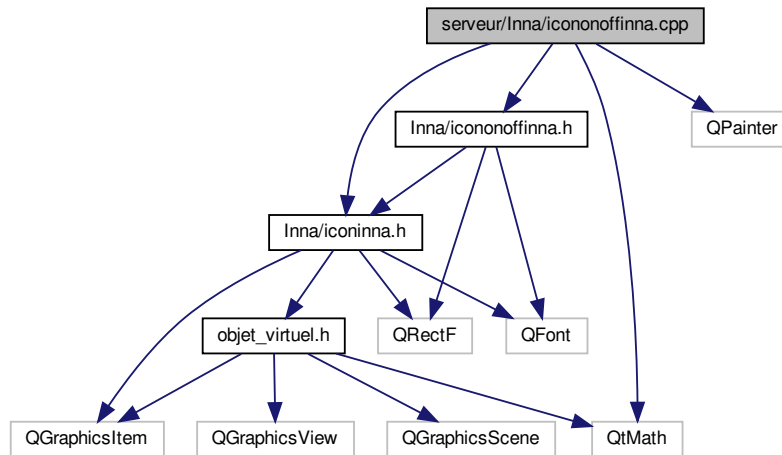 serveur/Inna/icononoffinna.cpp
Inna/icononoffinna.h
QPainter
Inna/iconinna.h
objet_virtuel.h
QRectF
QFont
QGraphicsItem
QGraphicsView
QGraphicsScene
QtMath